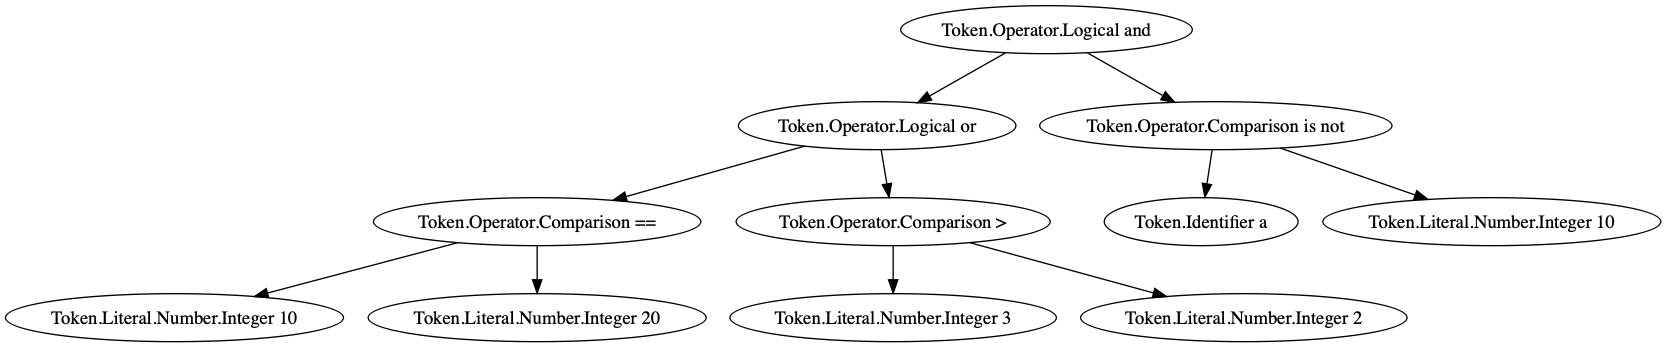 Token.Operator.Logical and
Token.Operator.Logical or
Token.Operator.Comparison is not
Token.Operator.Comparison ==
Token.Operator.Comparison >
Token.Identifier a
Token.Literal.Number.Integer 10
Token.Literal.Number.Integer 10
Token.Literal.Number.Integer 20
Token.Literal.Number.Integer 3
Token.Literal.Number.Integer 2